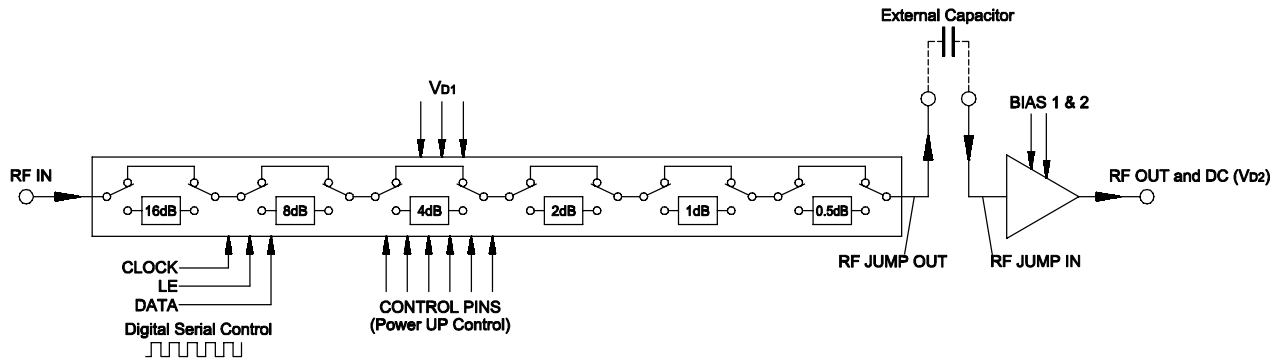 External Capacitor
VD1
BIAS 1 & 2
RF IN
RF OUT and DC (VD2)
16dB
8dB
4dB
2dB
1dB
0.5dB
RF JUMP OUT
RF JUMP IN
CLOCK
LE
DATA
CONTROL PINS
(Power UP Control)
Digital Serial Control